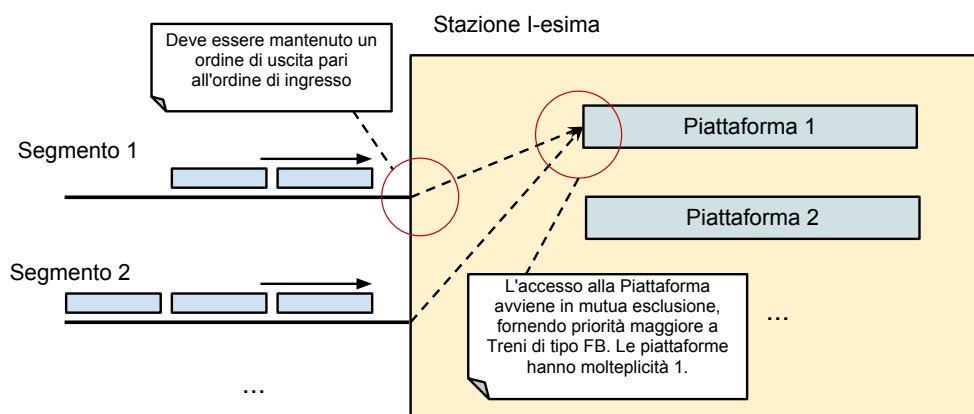 Stazione I-esima
Deve essere mantenuto un
ordine di uscita pari
all'ordine di ingresso
Piattaforma 1
Segmento 1
Piattaforma 2
Segmento 2
L'accesso alla Piattaforma
avviene in mutua esclusione,
fornendo priorità maggiore a
Treni di tipo FB. Le piattaforme
hanno molteplicità 1.
...
...